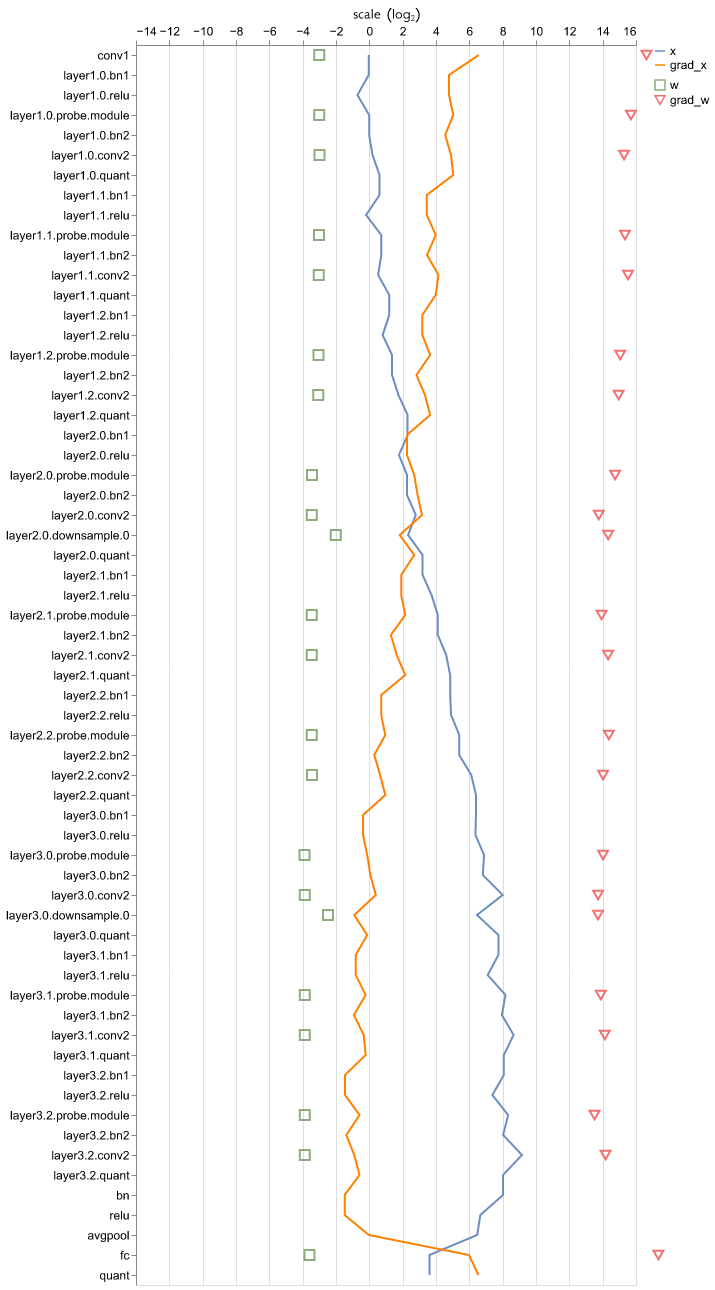 scale (log₂)
−14 −12 −10 −8 −6 −4 −2 0 2 4 6 8 10 12 14 16
x
grad_x
w
grad_w
conv1
layer1.0.bn1
layer1.0.relu
layer1.0.probe.module
layer1.0.bn2
layer1.0.conv2
layer1.0.quant
layer1.1.bn1
layer1.1.relu
layer1.1.probe.module
layer1.1.bn2
layer1.1.conv2
layer1.1.quant
layer1.2.bn1
layer1.2.relu
layer1.2.probe.module
layer1.2.bn2
layer1.2.conv2
layer1.2.quant
layer2.0.bn1
layer2.0.relu
layer2.0.probe.module
layer2.0.bn2
layer2.0.conv2
layer2.0.downsample.0
layer2.0.quant
layer2.1.bn1
layer2.1.relu
layer2.1.probe.module
layer2.1.bn2
layer2.1.conv2
layer2.1.quant
layer2.2.bn1
layer2.2.relu
layer2.2.probe.module
layer2.2.bn2
layer2.2.conv2
layer2.2.quant
layer3.0.bn1
layer3.0.relu
layer3.0.probe.module
layer3.0.bn2
layer3.0.conv2
layer3.0.downsample.0
layer3.0.quant
layer3.1.bn1
layer3.1.relu
layer3.1.probe.module
layer3.1.bn2
layer3.1.conv2
layer3.1.quant
layer3.2.bn1
layer3.2.relu
layer3.2.probe.module
layer3.2.bn2
layer3.2.conv2
layer3.2.quant
bn
relu
avgpool
fc
quant